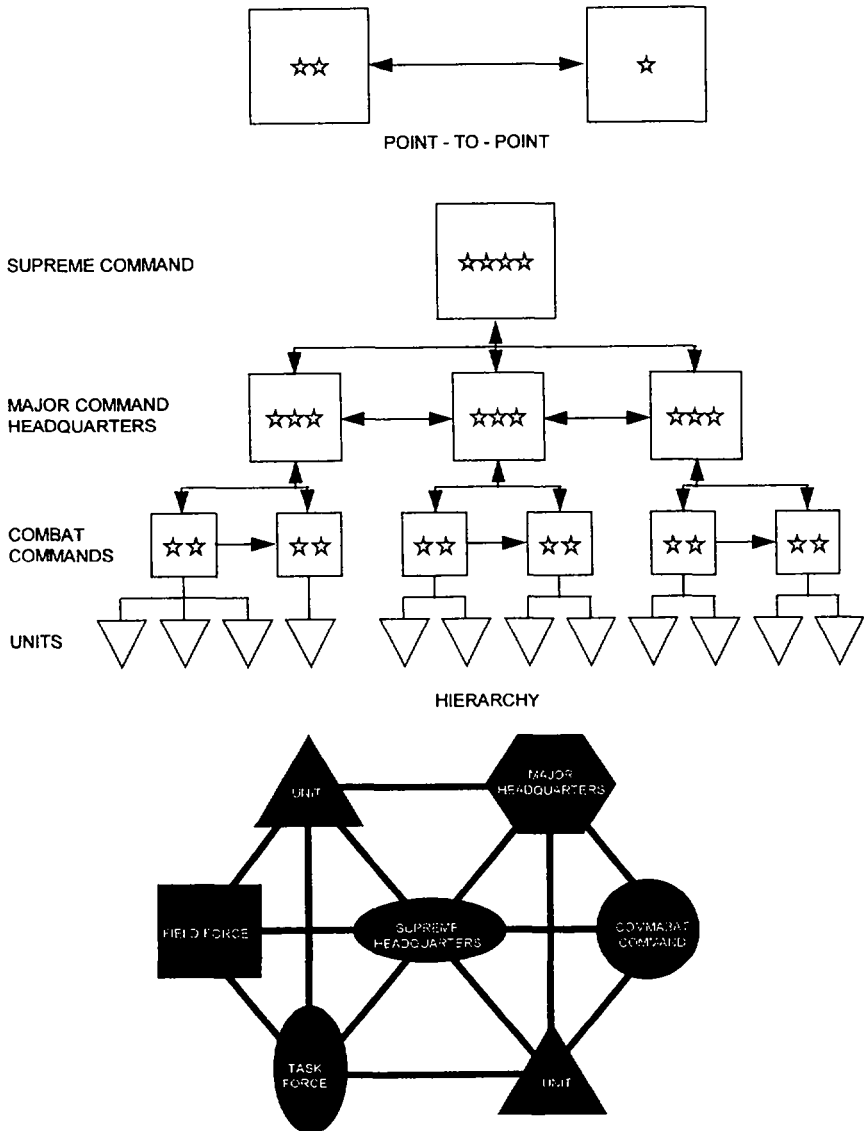 ☆☆
☆
POINT - TO - POINT
SUPREME COMMAND
☆☆☆☆
MAJOR COMMAND
HEADQUARTERS
☆☆☆
☆☆☆
☆☆☆
COMBAT
COMMANDS
☆☆
☆☆
☆☆
☆☆
☆☆
☆☆
UNITS
HIERARCHY
UNIT
MAJOR
HEADQUARTERS
FIELD FORCE
SUPREME
HEADQUARTERS
COMMABAT
COMMAND
TASK
FORCE
UNIT